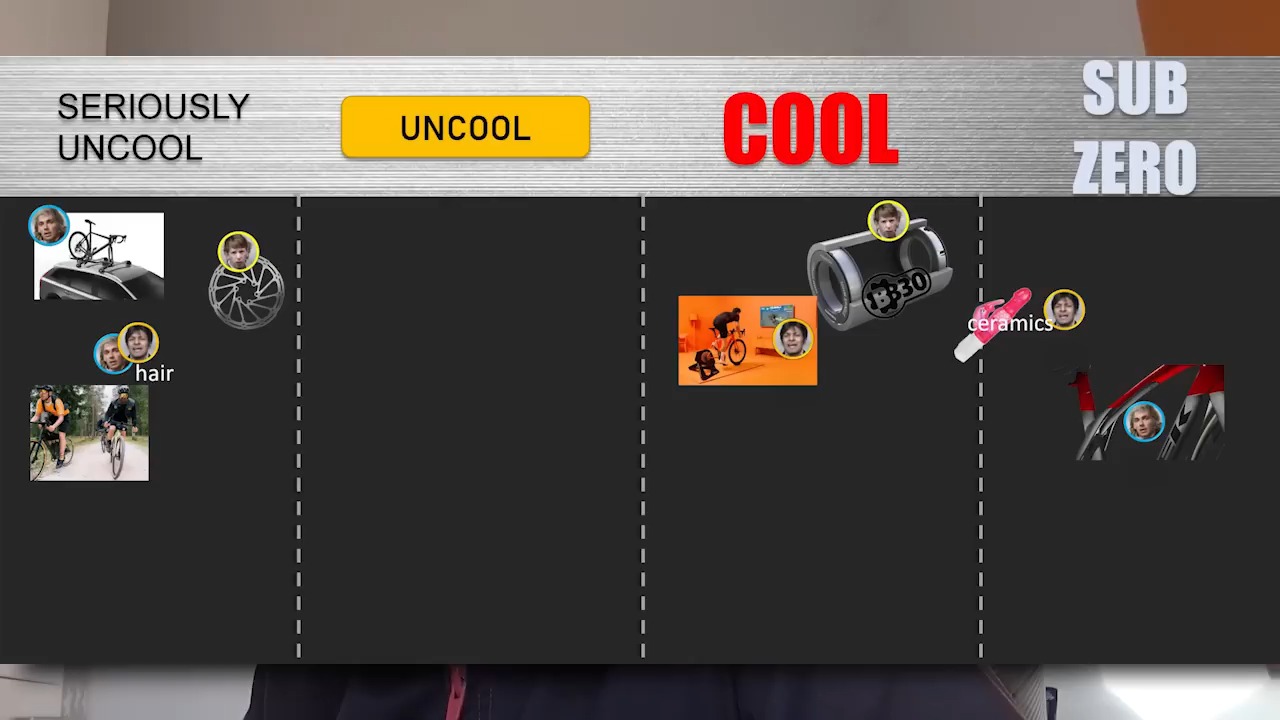 SERIOUSLY
UNCOOL
UNCOOL
COOL
SUB
ZERO
BB30
ceramics
hair